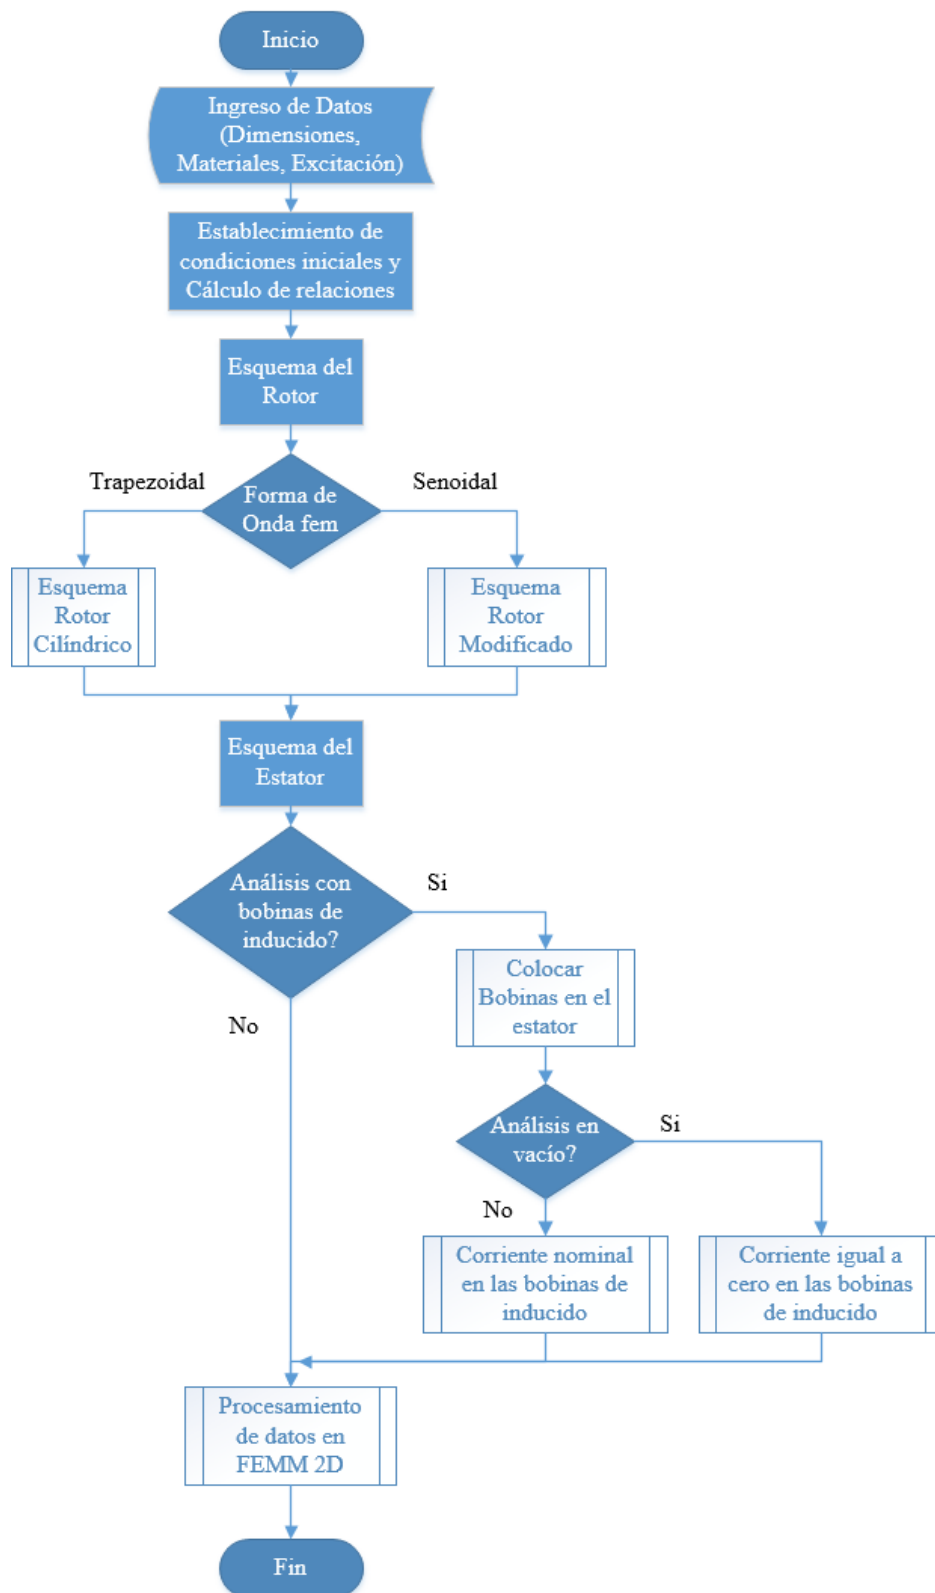 Inicio
Ingreso de Datos
(Dimensiones,
Materiales, Excitación)
Establecimiento de
condiciones iniciales y
Cálculo de relaciones
Esquema del
Rotor
Trapezoidal
Senoidal
Forma de
Onda fem
Esquema
Rotor
Cilíndrico
Esquema
Rotor
Modificado
Esquema del
Estator
Análisis con
bobinas de
inducido?
Si
No
Colocar
Bobinas en el
estator
Análisis en
vacío?
Si
No
Corriente nominal
en las bobinas de
inducido
Corriente igual a
cero en las bobinas
de inducido
Procesamiento
de datos en
FEMM 2D
Fin